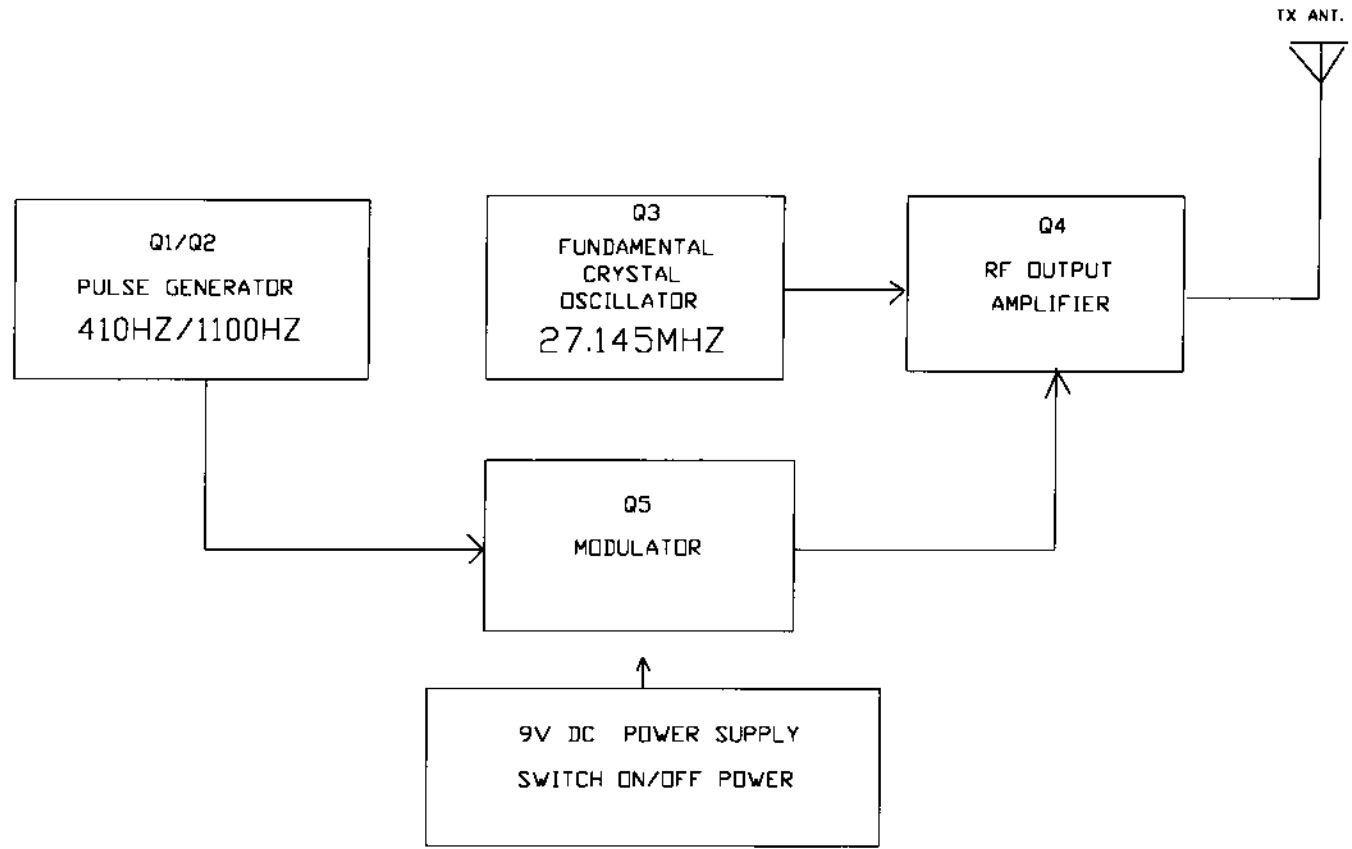 TX ANT.
Q1/Q2
PULSE GENERATOR
410HZ/1100HZ
Q3
FUNDAMENTAL
CRYSTAL
OSCILLATOR
27.145MHZ
Q4
RF OUTPUT
AMPLIFIER
Q5
MODULATOR
9V DC POWER SUPPLY
SWITCH ON/OFF POWER